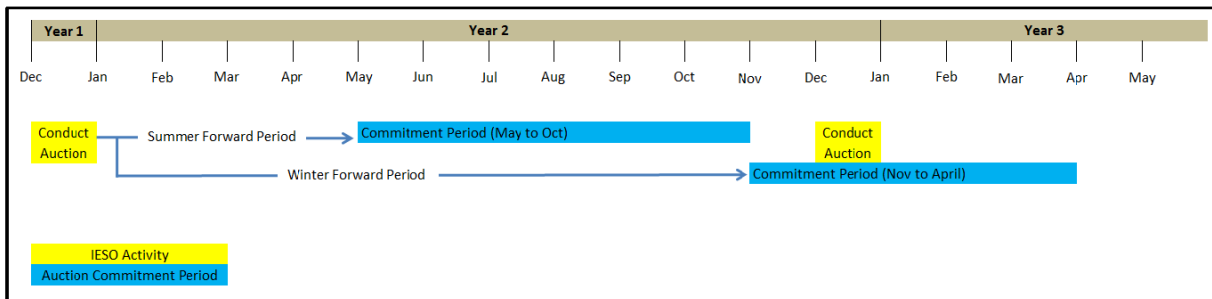 Year 1 Year 2 Year 3
Dec Jan Feb Mar Apr May Jun Jul Aug Sep Oct Nov Dec Jan Feb Mar Apr May
Conduct
Auction
Summer Forward Period
Commitment Period (May to Oct)
Conduct
Auction
Winter Forward Period
Commitment Period (Nov to April)
IESO Activity
Auction Commitment Period